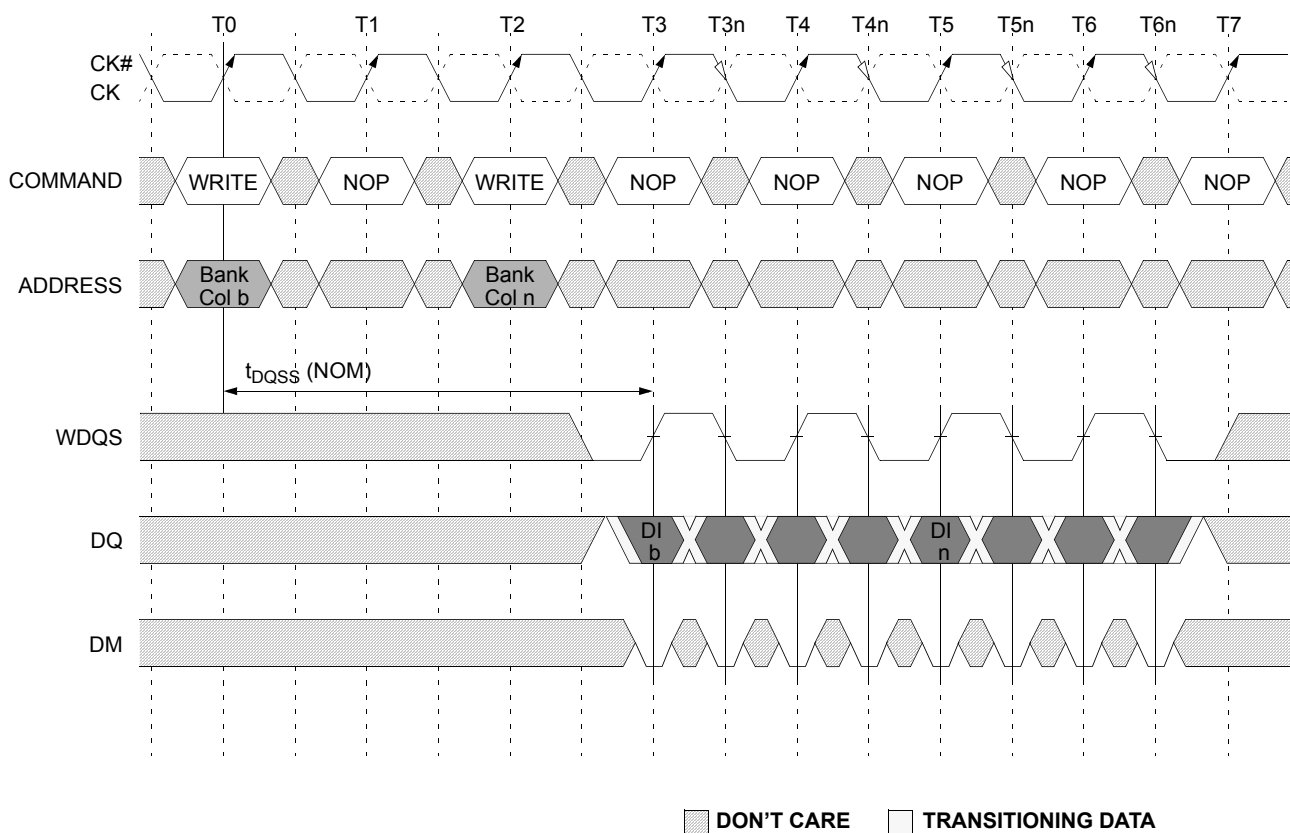 T0 T1 T2 T3 T3n T4 T4n T5 T5n T6 T6n T7
CK#
CK
COMMAND WRITE NOP WRITE NOP NOP NOP NOP NOP
ADDRESS
Bank
Col b
Bank
Col n
tDQSS (NOM)
WDQS
DQ
DI
b
DI
n
DM
DON'T CARE TRANSITIONING DATA